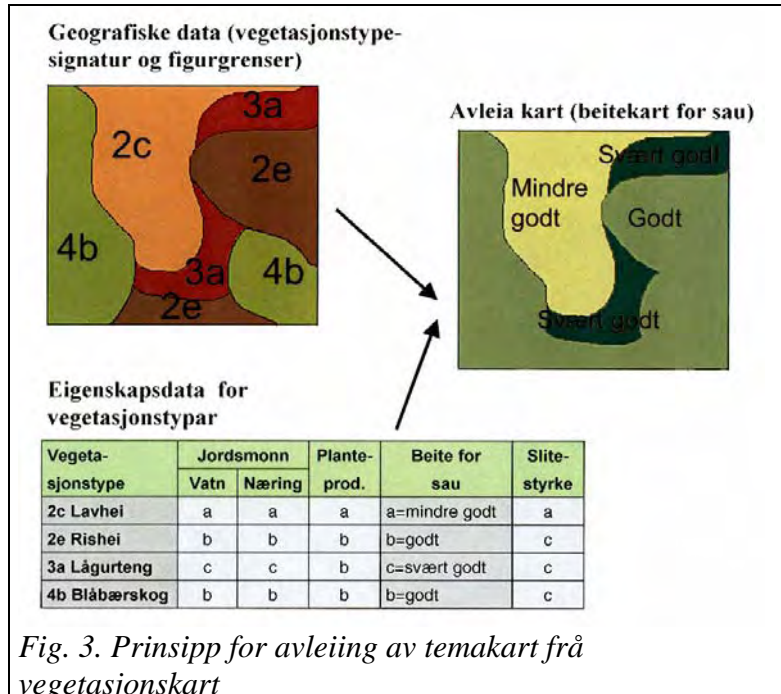 Geografiske data (vegetasjonstype-
signatur og figurgrenser)
3a
2c
2e
4b
3a
4b
2e
Avleia kart (beitekart for sau)
Svært godt
Mindre
godt
Godt
Svært godt
Eigenskapsdata for
vegetasjonstypar
Vegeta-
sjonstype Jordsmonn Plante-
prod. Beite for
sau Slite-
styrke
Vatn Næring
2c Lavhei a a a a=mindre godt a
2e Rishei b b b b=godt c
3a Lågurteng c c b c=svært godt c
4b Blåbærskog b b b b=godt c
Fig. 3. Prinsipp for avleiing av temakart frå
vegetasjonskart